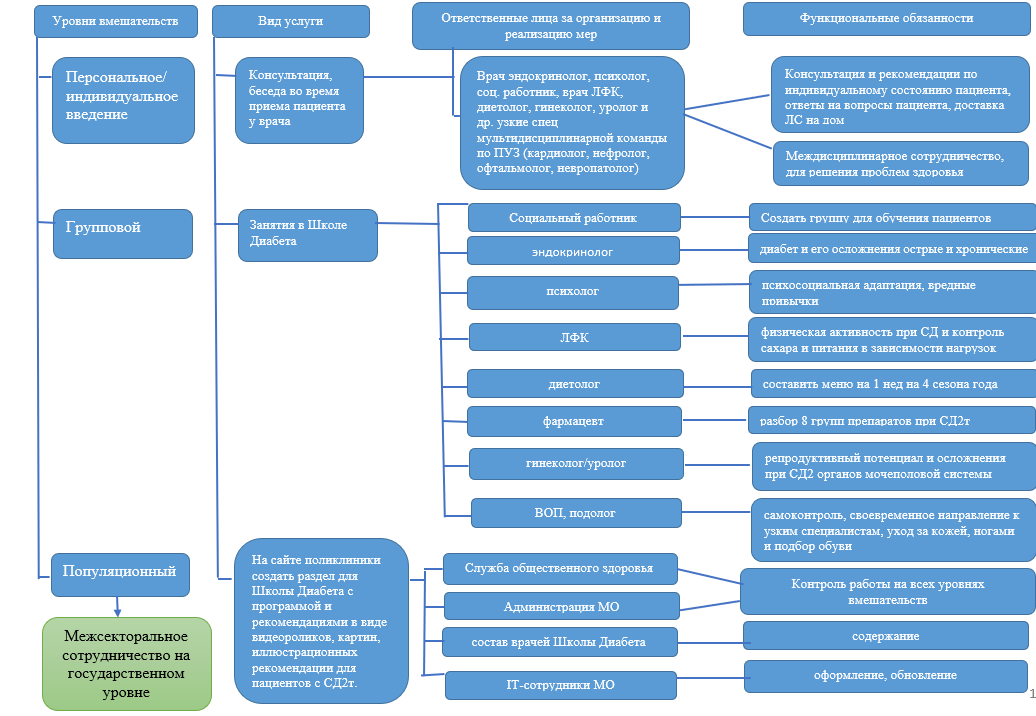 Уровни вмешательств
Вид услуги
Ответственные лица за организацию и
реализацию мер
Функциональные обязанности
Персональное/
индивидуальное
введение
Консультация,
беседа во время
приема пациента
у врача
Врач эндокринолог, психолог,
соц. работник, врач ЛФК,
диетолог, гинеколог, уролог и
др. узкие спец
мультидисциплинарной команды
по ПУЗ (кардиолог, нефролог,
офтальмолог, невропатолог)
Консультация и рекомендации по
индивидуальному состоянию пациента,
ответы на вопросы пациента, доставка
ЛС на дом
Междисциплинарное сотрудничество,
для решения проблем здоровья
Групповой
Занятия в Школе
Диабета
Социальный работник
Создать группу для обучения пациентов
эндокринолог
диабет и его осложнения острые и хронические
психолог
психосоциальная адаптация, вредные
привычки
ЛФК
физическая активность при СД и контроль
сахара и питания в зависимости нагрузок
диетолог
составить меню на 1 нед на 4 сезона года
фармацевт
разбор 8 групп препаратов при СД2т
гинеколог/уролог
репродуктивный потенциал и осложнения
при СД2 органов мочеполовой системы
ВОП, подолог
самоконтроль, своевременное направление к
узким специалистам, уход за кожей, ногами
и подбор обуви
Популяционный
На сайте поликлиники
создать раздел для
Школы Диабета с
программой и
рекомендациями в виде
видеороликов, картин,
иллюстрационных
рекомендации для
пациентов с СД2т.
Служба общественного здоровья
Администрация МО
Контроль работы на всех уровнях
вмешательств
состав врачей Школы Диабета
содержание
IT-сотрудники МО
оформление, обновление
Межсекторальное
сотрудничество на
государственном
уровне
1